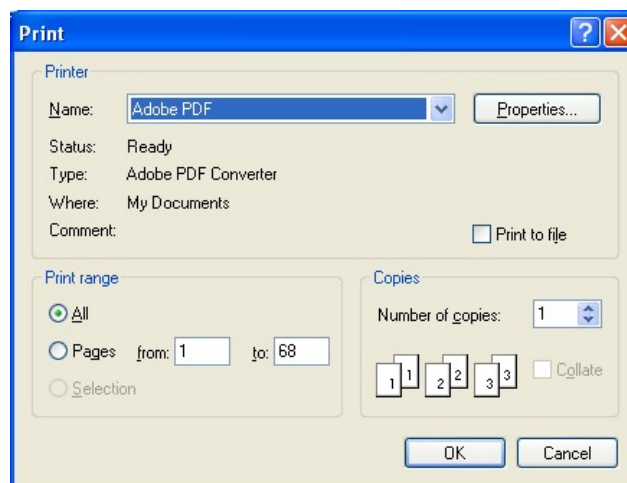 Print
Printer
Name: Adobe PDF Properties...
Status: Ready
Type: Adobe PDF Converter
Where: My Documents
Comment: Print to file
Print range
All
Pages from: 1 to: 68
Selection
Copies
Number of copies: 1
1 1 2 2 3 3 Collate
OK Cancel